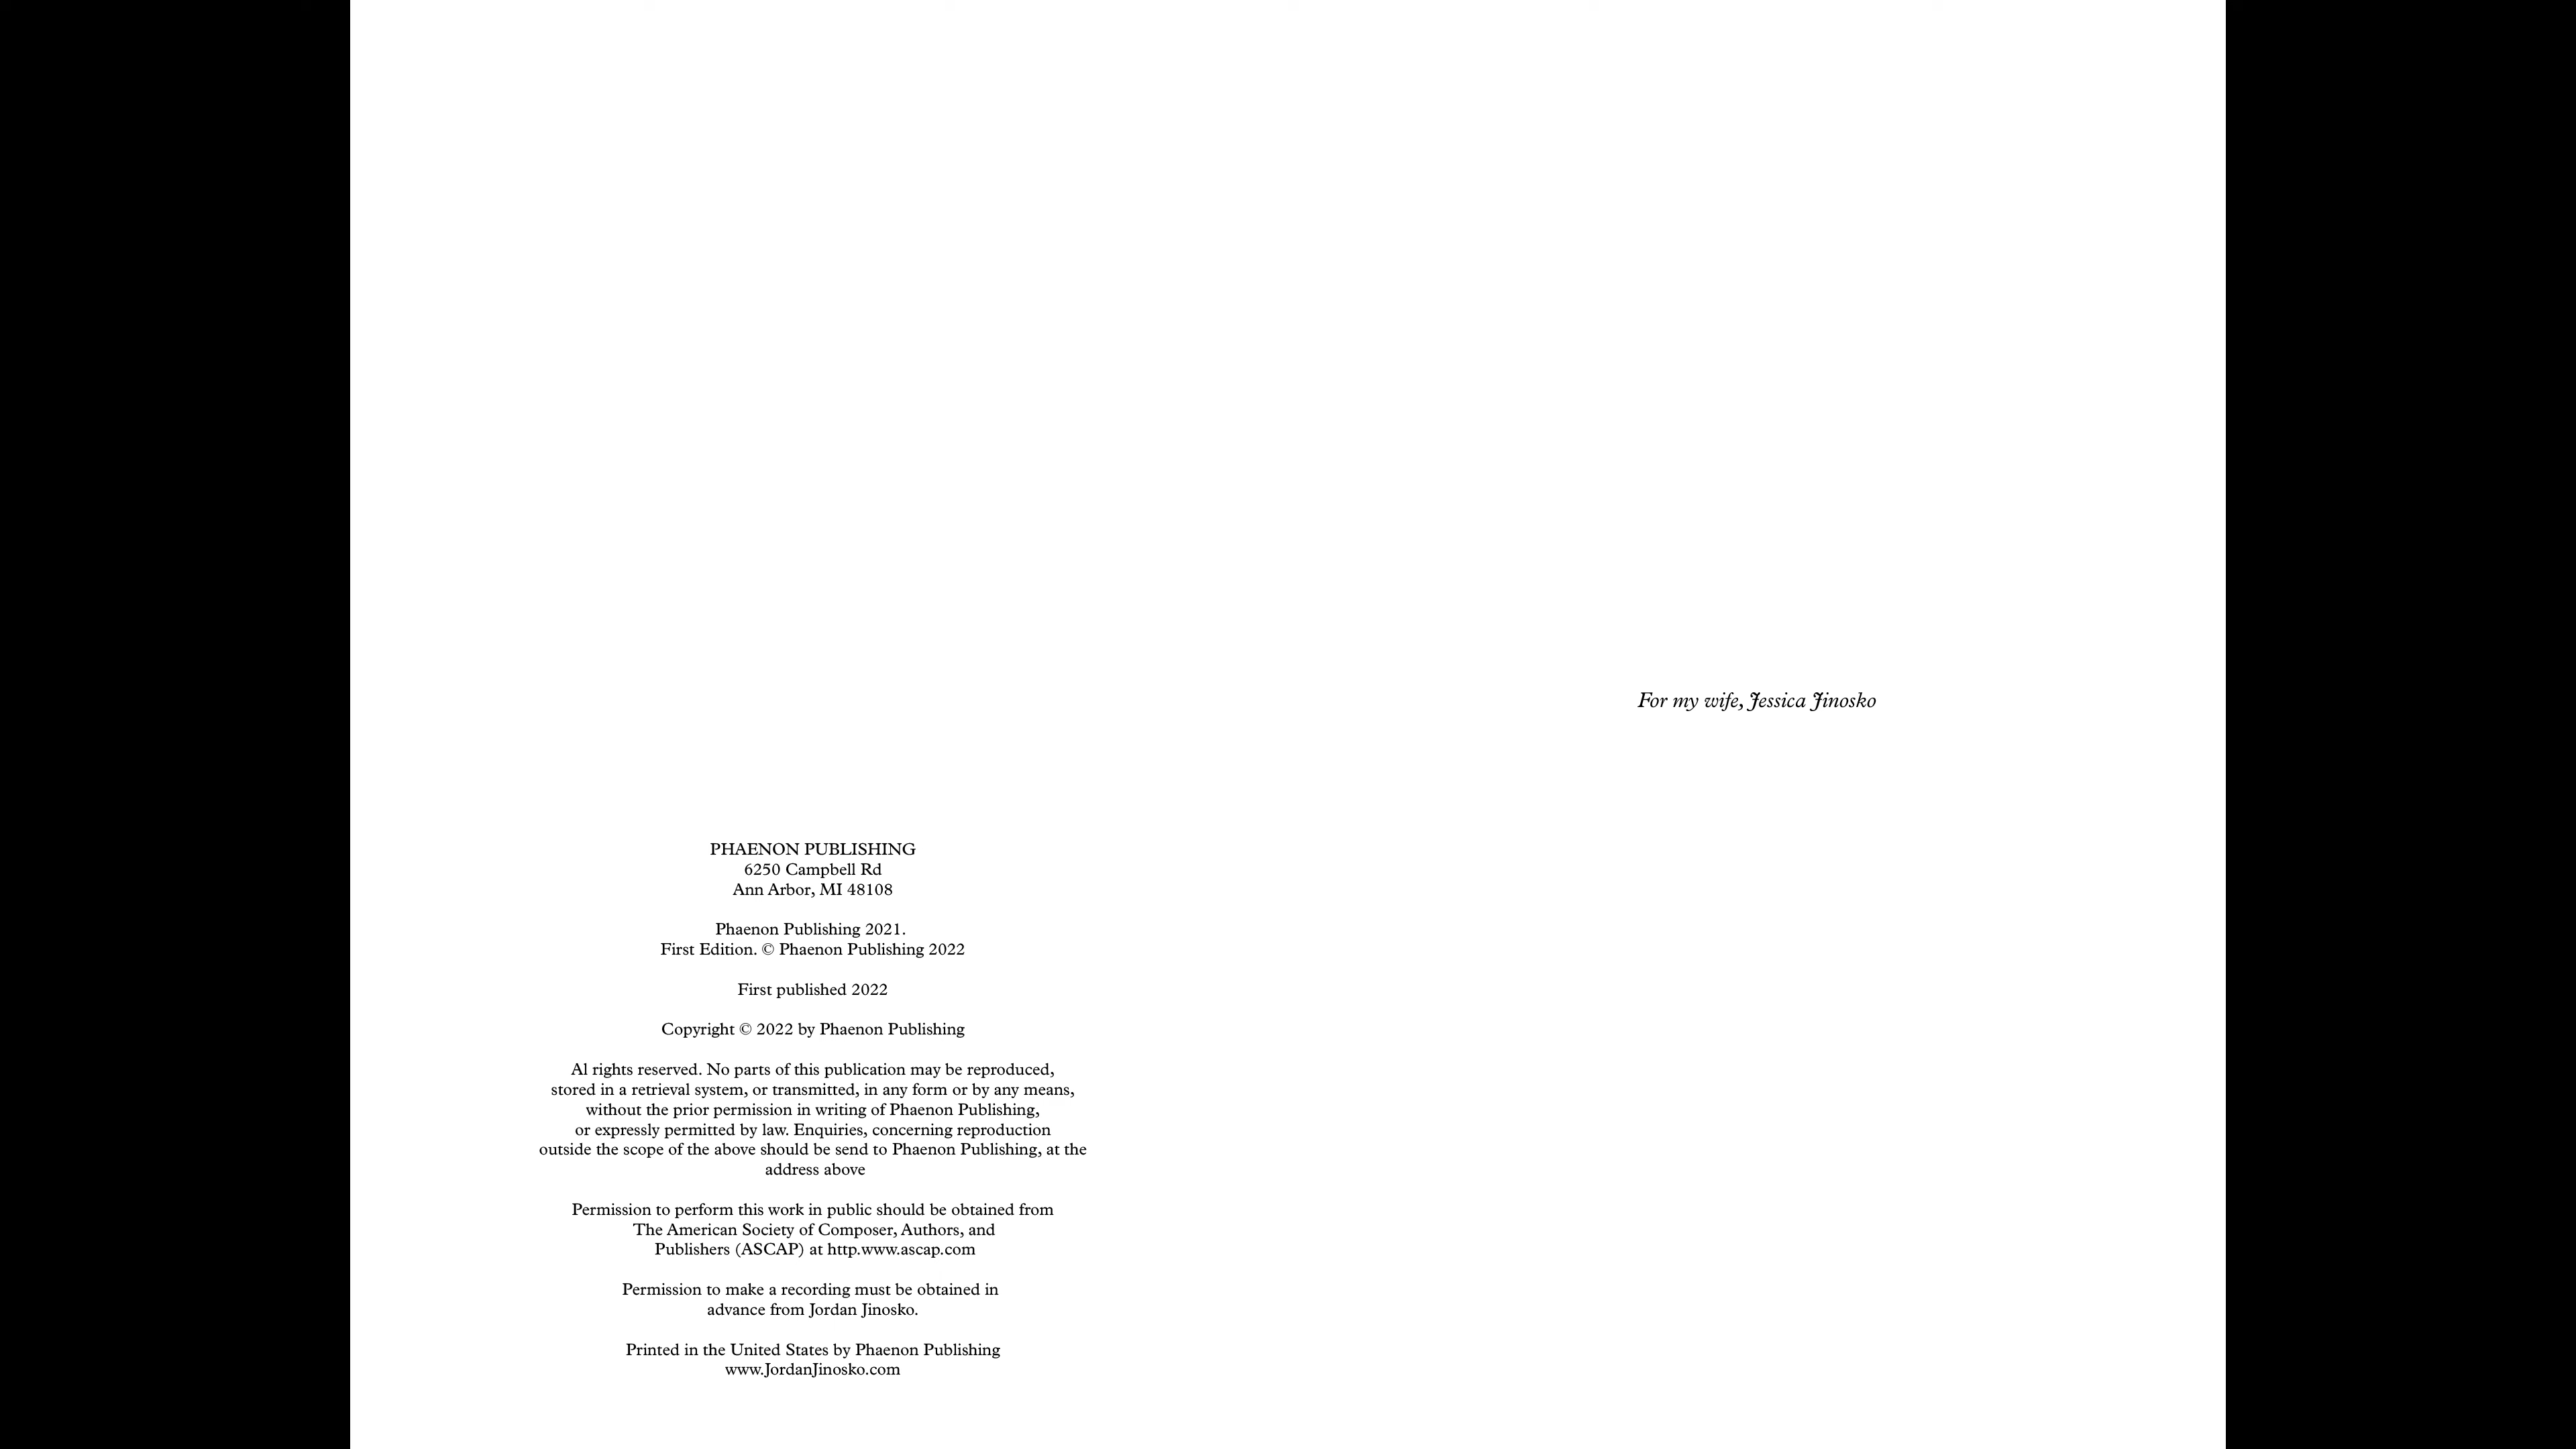 PHAENON PUBLISHING
6250 Campbell Rd
Ann Arbor, MI 48108
Phaenon Publishing 2021.
First Edition. © Phaenon Publishing 2022
First published 2022
Copyright © 2022 by Phaenon Publishing
Al rights reserved. No parts of this publication may be reproduced,
stored in a retrieval system, or transmitted, in any form or by any means,
without the prior permission in writing of Phaenon Publishing,
or expressly permitted by law. Enquiries, concerning reproduction
outside the scope of the above should be send to Phaenon Publishing, at the
address above
Permission to perform this work in public should be obtained from
The American Society of Composer, Authors, and
Publishers (ASCAP) at http.www.ascap.com
Permission to make a recording must be obtained in
advance from Jordan Jinosko.
Printed in the United States by Phaenon Publishing
www.JordanJinosko.com
For my wife, Jessica Jinosko